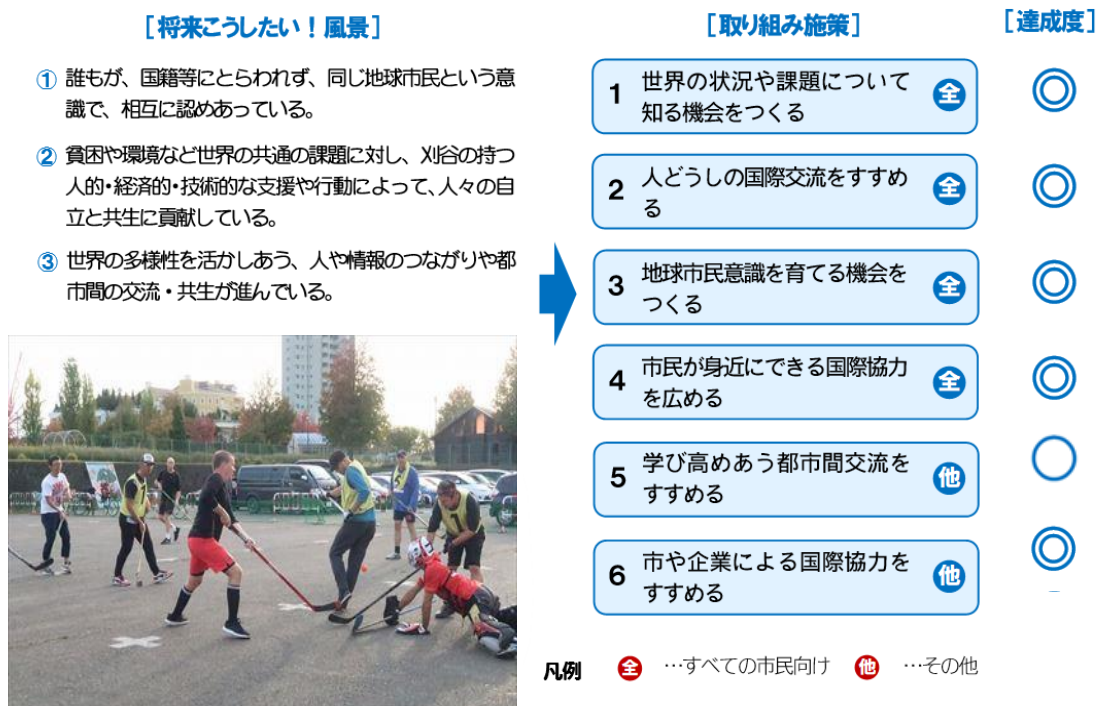 ［将来こうしたい！風景］
① 誰もが、国籍等にとらわれず、同じ地球市民という意
識で、相互に認めあっている。
② 貧困や環境など世界の共通の課題に対し、刈谷の持つ
人的・経済的・技術的な支援や行動によって、人々の自
立と共生に貢献している。
③ 世界の多様性を活かしあう、人や情報のつながりや都
市間の交流・共生が進んでいる。
［取り組み施策］
［達成度］
1 世界の状況や課題について
知る機会をつくる 全 ◎
2 人どうしの国際交流をすすめ
る 全 ◎
3 地球市民意識を育てる機会を
つくる 全 ◎
4 市民が身近にできる国際協力
を広める 全 ◎
5 学び高めあう都市間交流を
すすめる 他 ○
6 市や企業による国際協力を
すすめる 他 ◎
凡例 全 …すべての市民向け 他 …その他